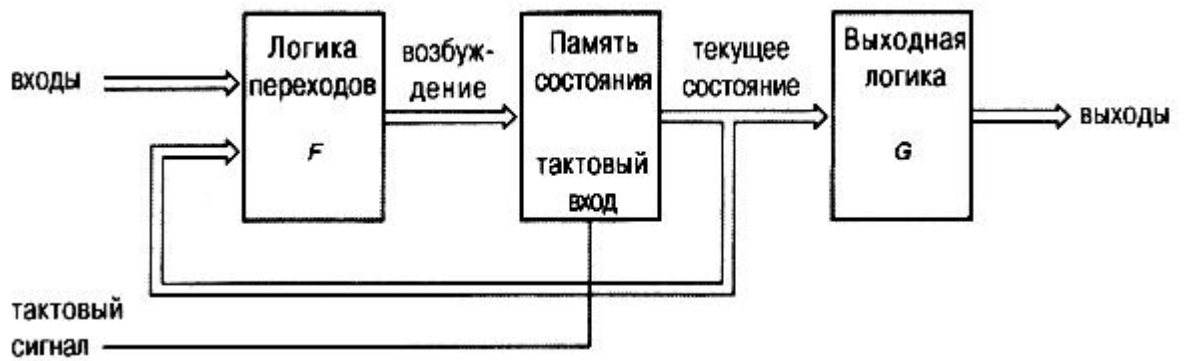 входы
Логика
переходов
F
возбуж-
дение
Память
состояния
тактовый
вход
текущее
состояние
Выходная
логика
G
выходы
тактовый
сигнал